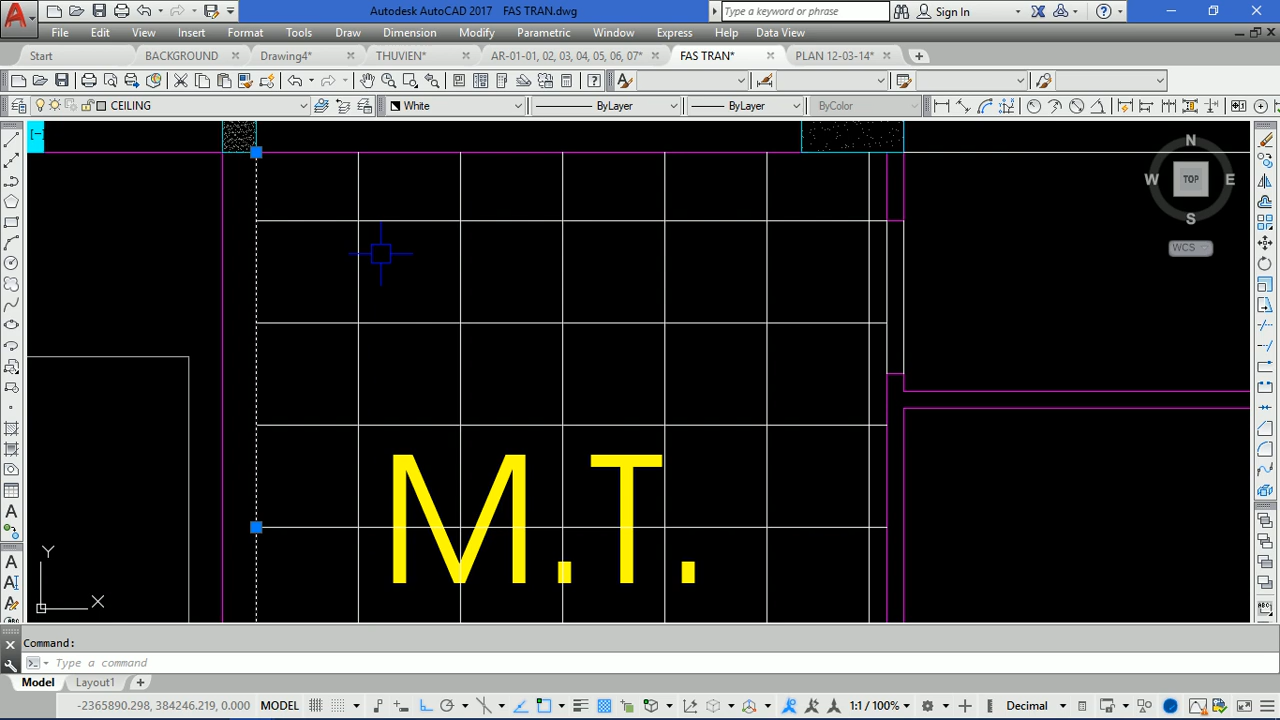 Autodesk AutoCAD 2017 FAS TRAN.dwg
Type a keyword or phrase
Sign In
File Edit View Insert Format Tools Draw Dimension Modify Parametric Window Express Help Data View
Start BACKGROUND Drawing4* THUVIEN* AR-01-01, 02, 03, 04, 05, 06, 07* FAS TRAN* PLAN 12-03-14*
CEILING White ByLayer ByLayer ByColor
[–]
N
W TOP E
S
WCS
M.T.
Y
X
Command:
Type a command
Model Layout1
-2265890.298, 384246.219, 0.000 MODEL 1:1 / 100% Decimal